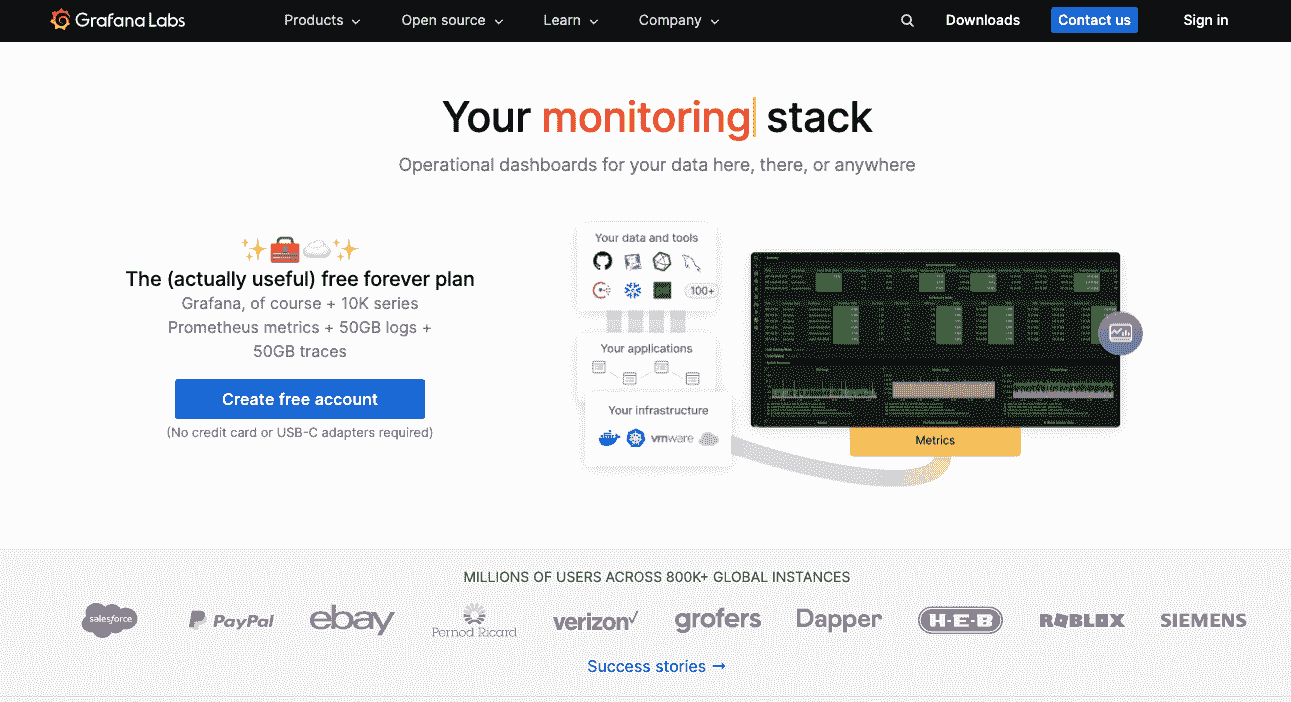 Grafana Labs
Products
Open source
Learn
Company
Downloads
Contact us
Sign in
Your monitoring stack
Operational dashboards for your data here, there, or anywhere
The (actually useful) free forever plan
Grafana, of course + 10K series
Prometheus metrics + 50GB logs +
50GB traces
Create free account
(No credit card or USB-C adapters required)
Your data and tools
100+
Your applications
Your infrastructure
vmware
Metrics
MILLIONS OF USERS ACROSS 800K+ GLOBAL INSTANCES
salesforce
PayPal
ebay
Pernod Ricard
verizon✓
grofers
Dapper
H-E-B
ROBLOX
SIEMENS
Success stories →